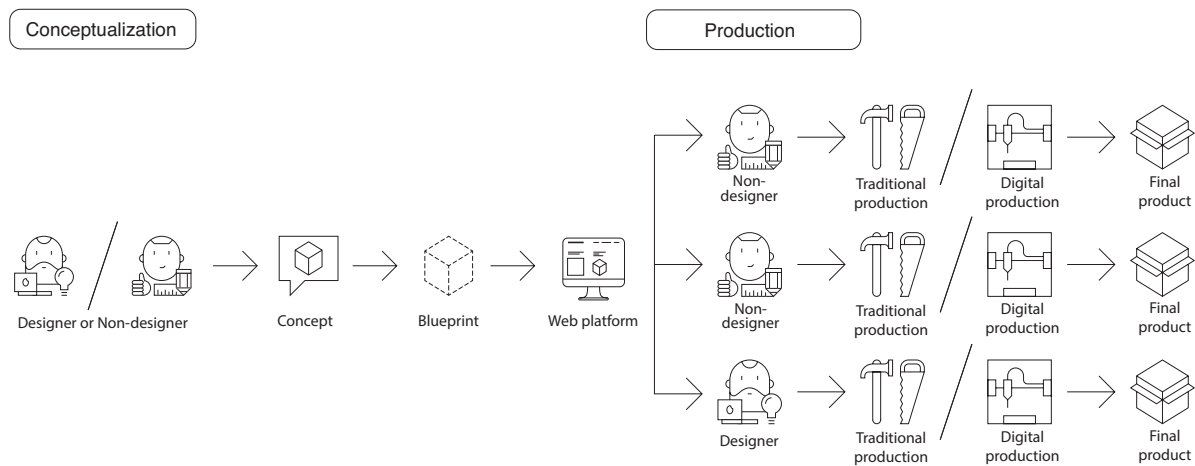 Conceptualization
Production
Non-
designer
Traditional
production
Digital
production
Final
product
Designer or Non-designer
Concept
Blueprint
Web platform
Non-
designer
Traditional
production
Digital
production
Final
product
Designer
Traditional
production
Digital
production
Final
product